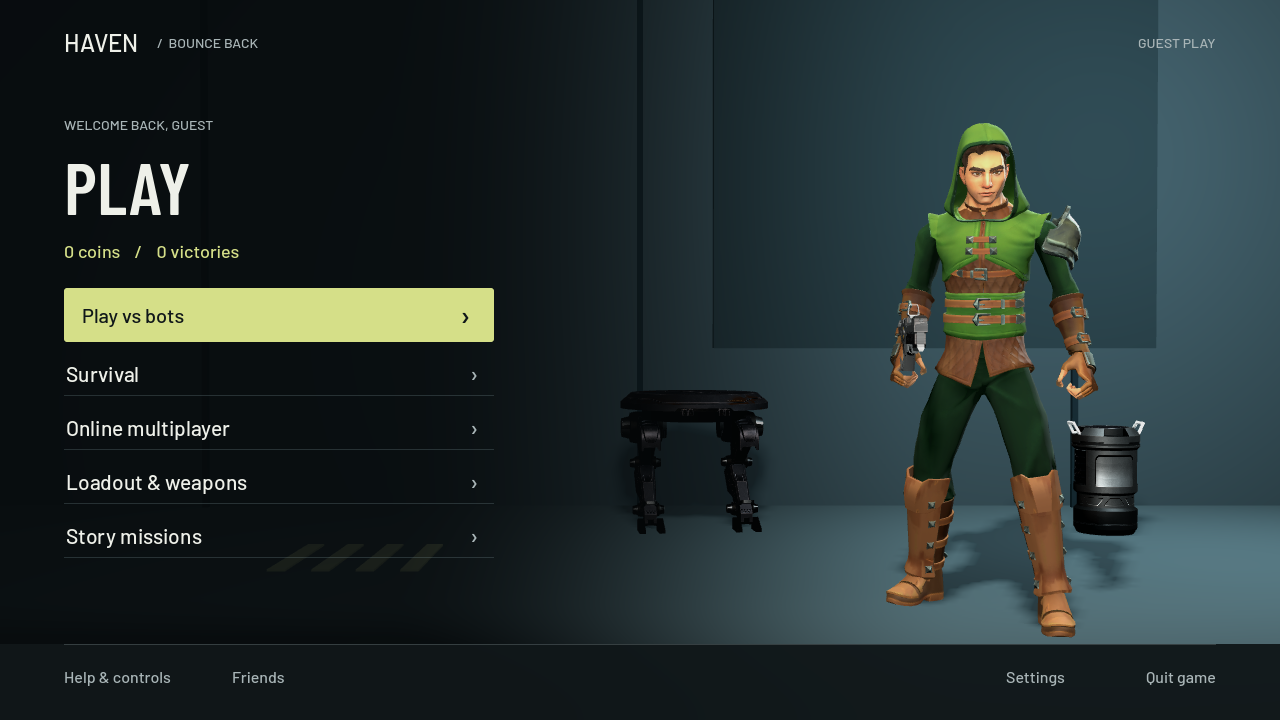 HAVEN / BOUNCE BACK
GUEST PLAY
WELCOME BACK, GUEST
PLAY
0 coins / 0 victories
Play vs bots ›
Survival ›
Online multiplayer ›
Loadout & weapons ›
Story missions ›
Help & controls
Friends
Settings
Quit game